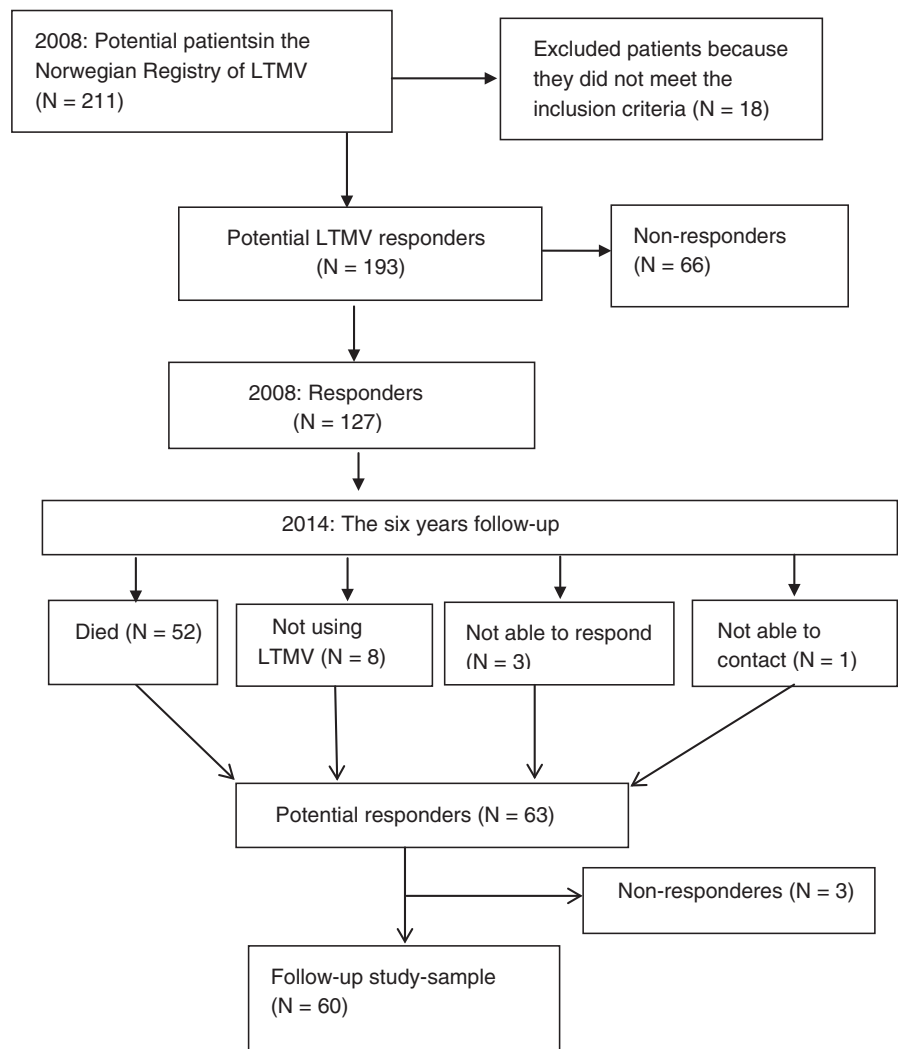 2008: Potential patientsin the
Norwegian Registry of LTMV
(N = 211)
Excluded patients because
they did not meet the
inclusion criteria (N = 18)
Potential LTMV responders
(N = 193)
Non-responders
(N = 66)
2008: Responders
(N = 127)
2014: The six years follow-up
Died (N = 52)
Not using
LTMV (N = 8)
Not able to respond
(N = 3)
Not able to
contact (N = 1)
Potential responders (N = 63)
Non-responderes (N = 3)
Follow-up study-sample
(N = 60)